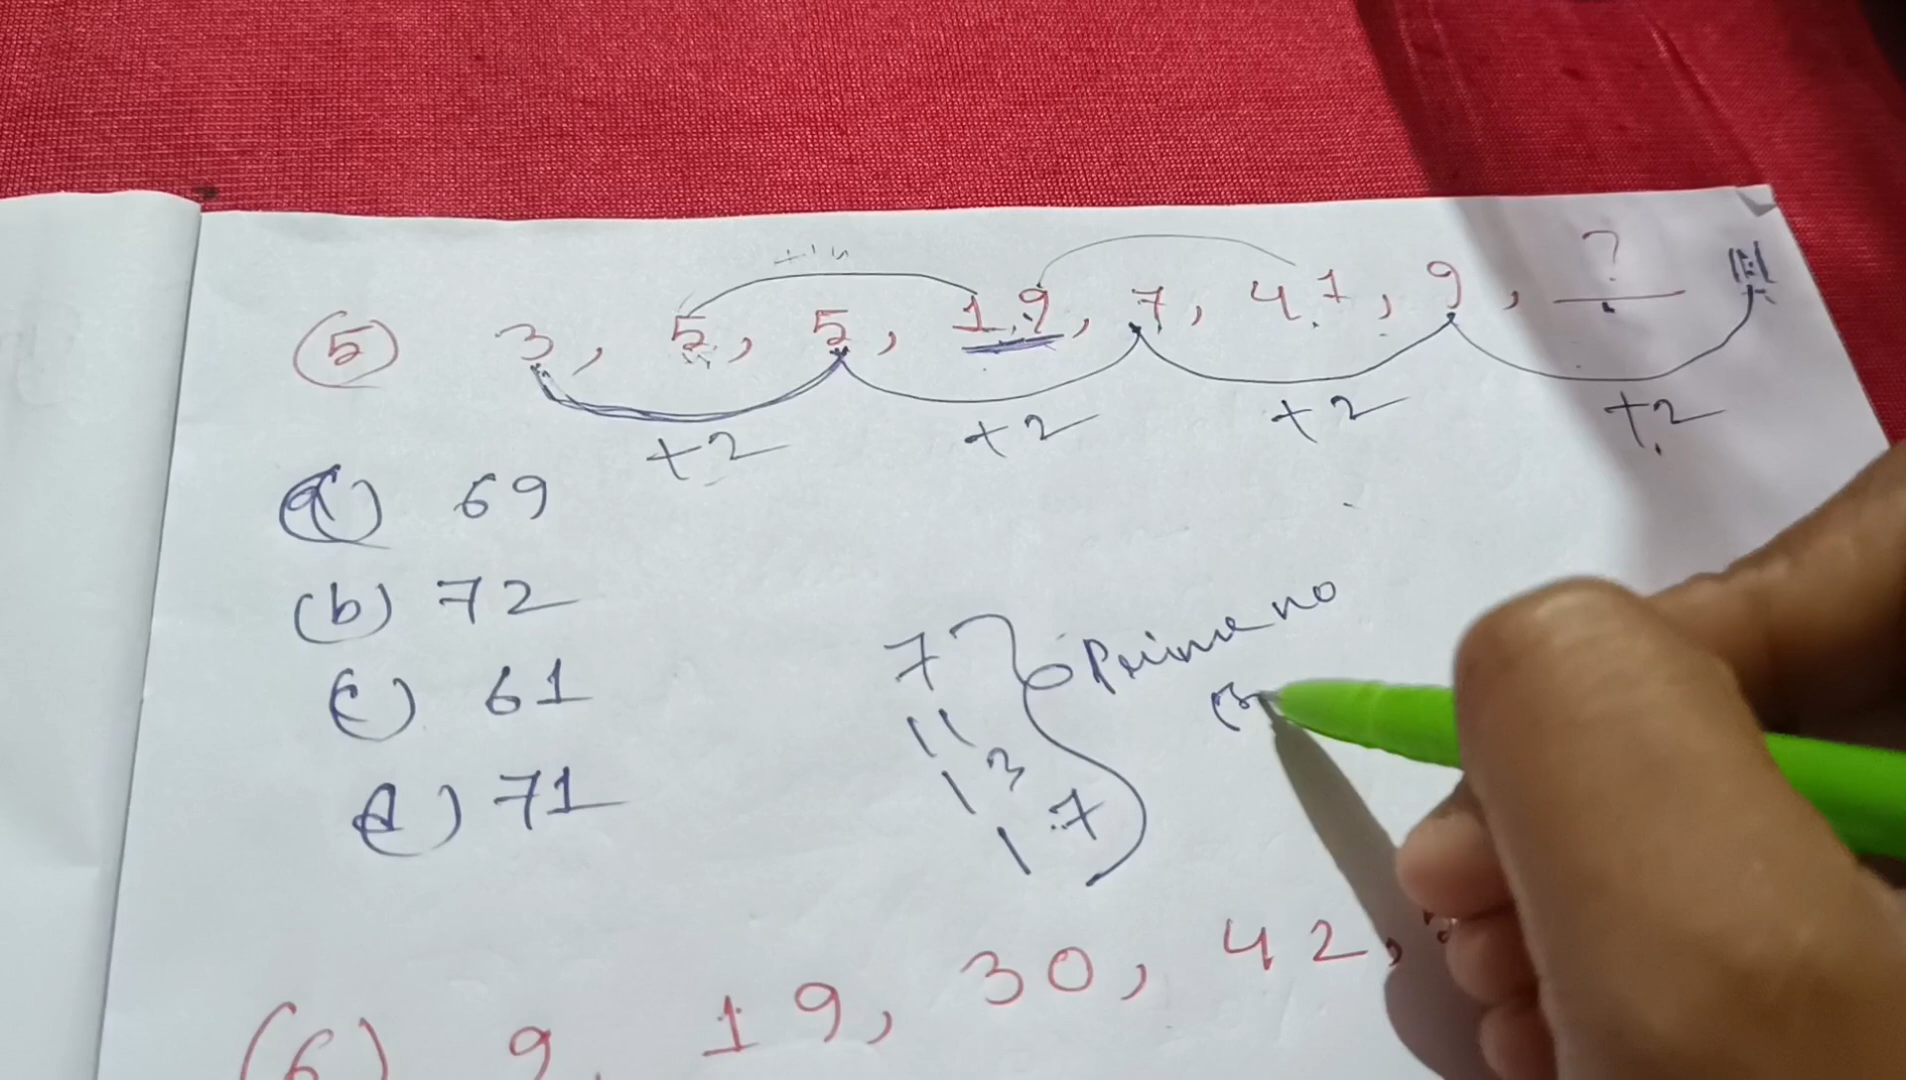 (5) 3, 5, 5, 19, 7, 41, 9, ?
+2 +2 +2 +2
(a) 69
(b) 72
(c) 61
(d) 71
7 Prime no
11
13
17
(6) 9, 19, 30, 42,